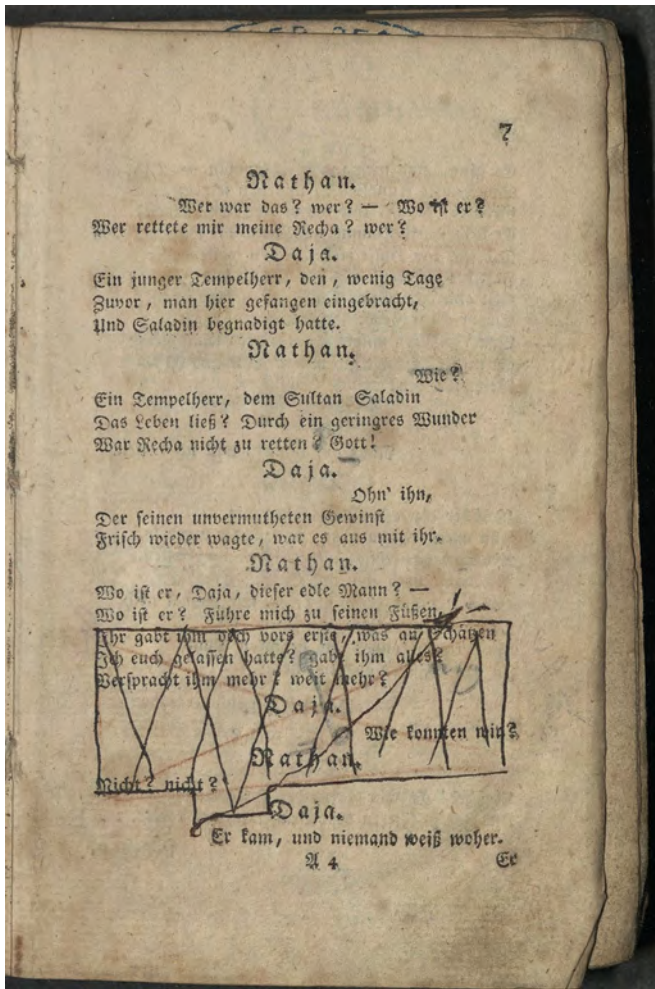 7
Nathan.
Wer war das? wer? — Wo ist er?
Wer rettete mir meine Recha? wer?
Daja.
Ein junger Tempelherr, den, wenig Tage
Zuvor, man hier gefangen eingebracht,
Und Saladin begnadigt hatte.
Nathan.
Wie?
Ein Tempelherr, dem Sultan Saladin
Das Leben ließ? Durch ein geringres Wunder
War Recha nicht zu retten? Gott!
Daja.
Ohn' ihn,
Der seinen unvermutheten Gewinst
Frisch wieder wagte, war es aus mit ihr.
Nathan.
Wo ist er, Daja, dieser edle Mann? —
Wo ist er? Führe mich zu seinen Füßen.
Ihr gabt ihm doch vors erste, was an Schätzen
Ich euch gelassen hatte? gabt ihm alles?
Verspracht ihm mehr? weit mehr?
Daja.
Wie konnten wir?
Nathan.
Nicht? nicht?
Daja.
Er kam, und niemand weiß woher.
A 4
Er